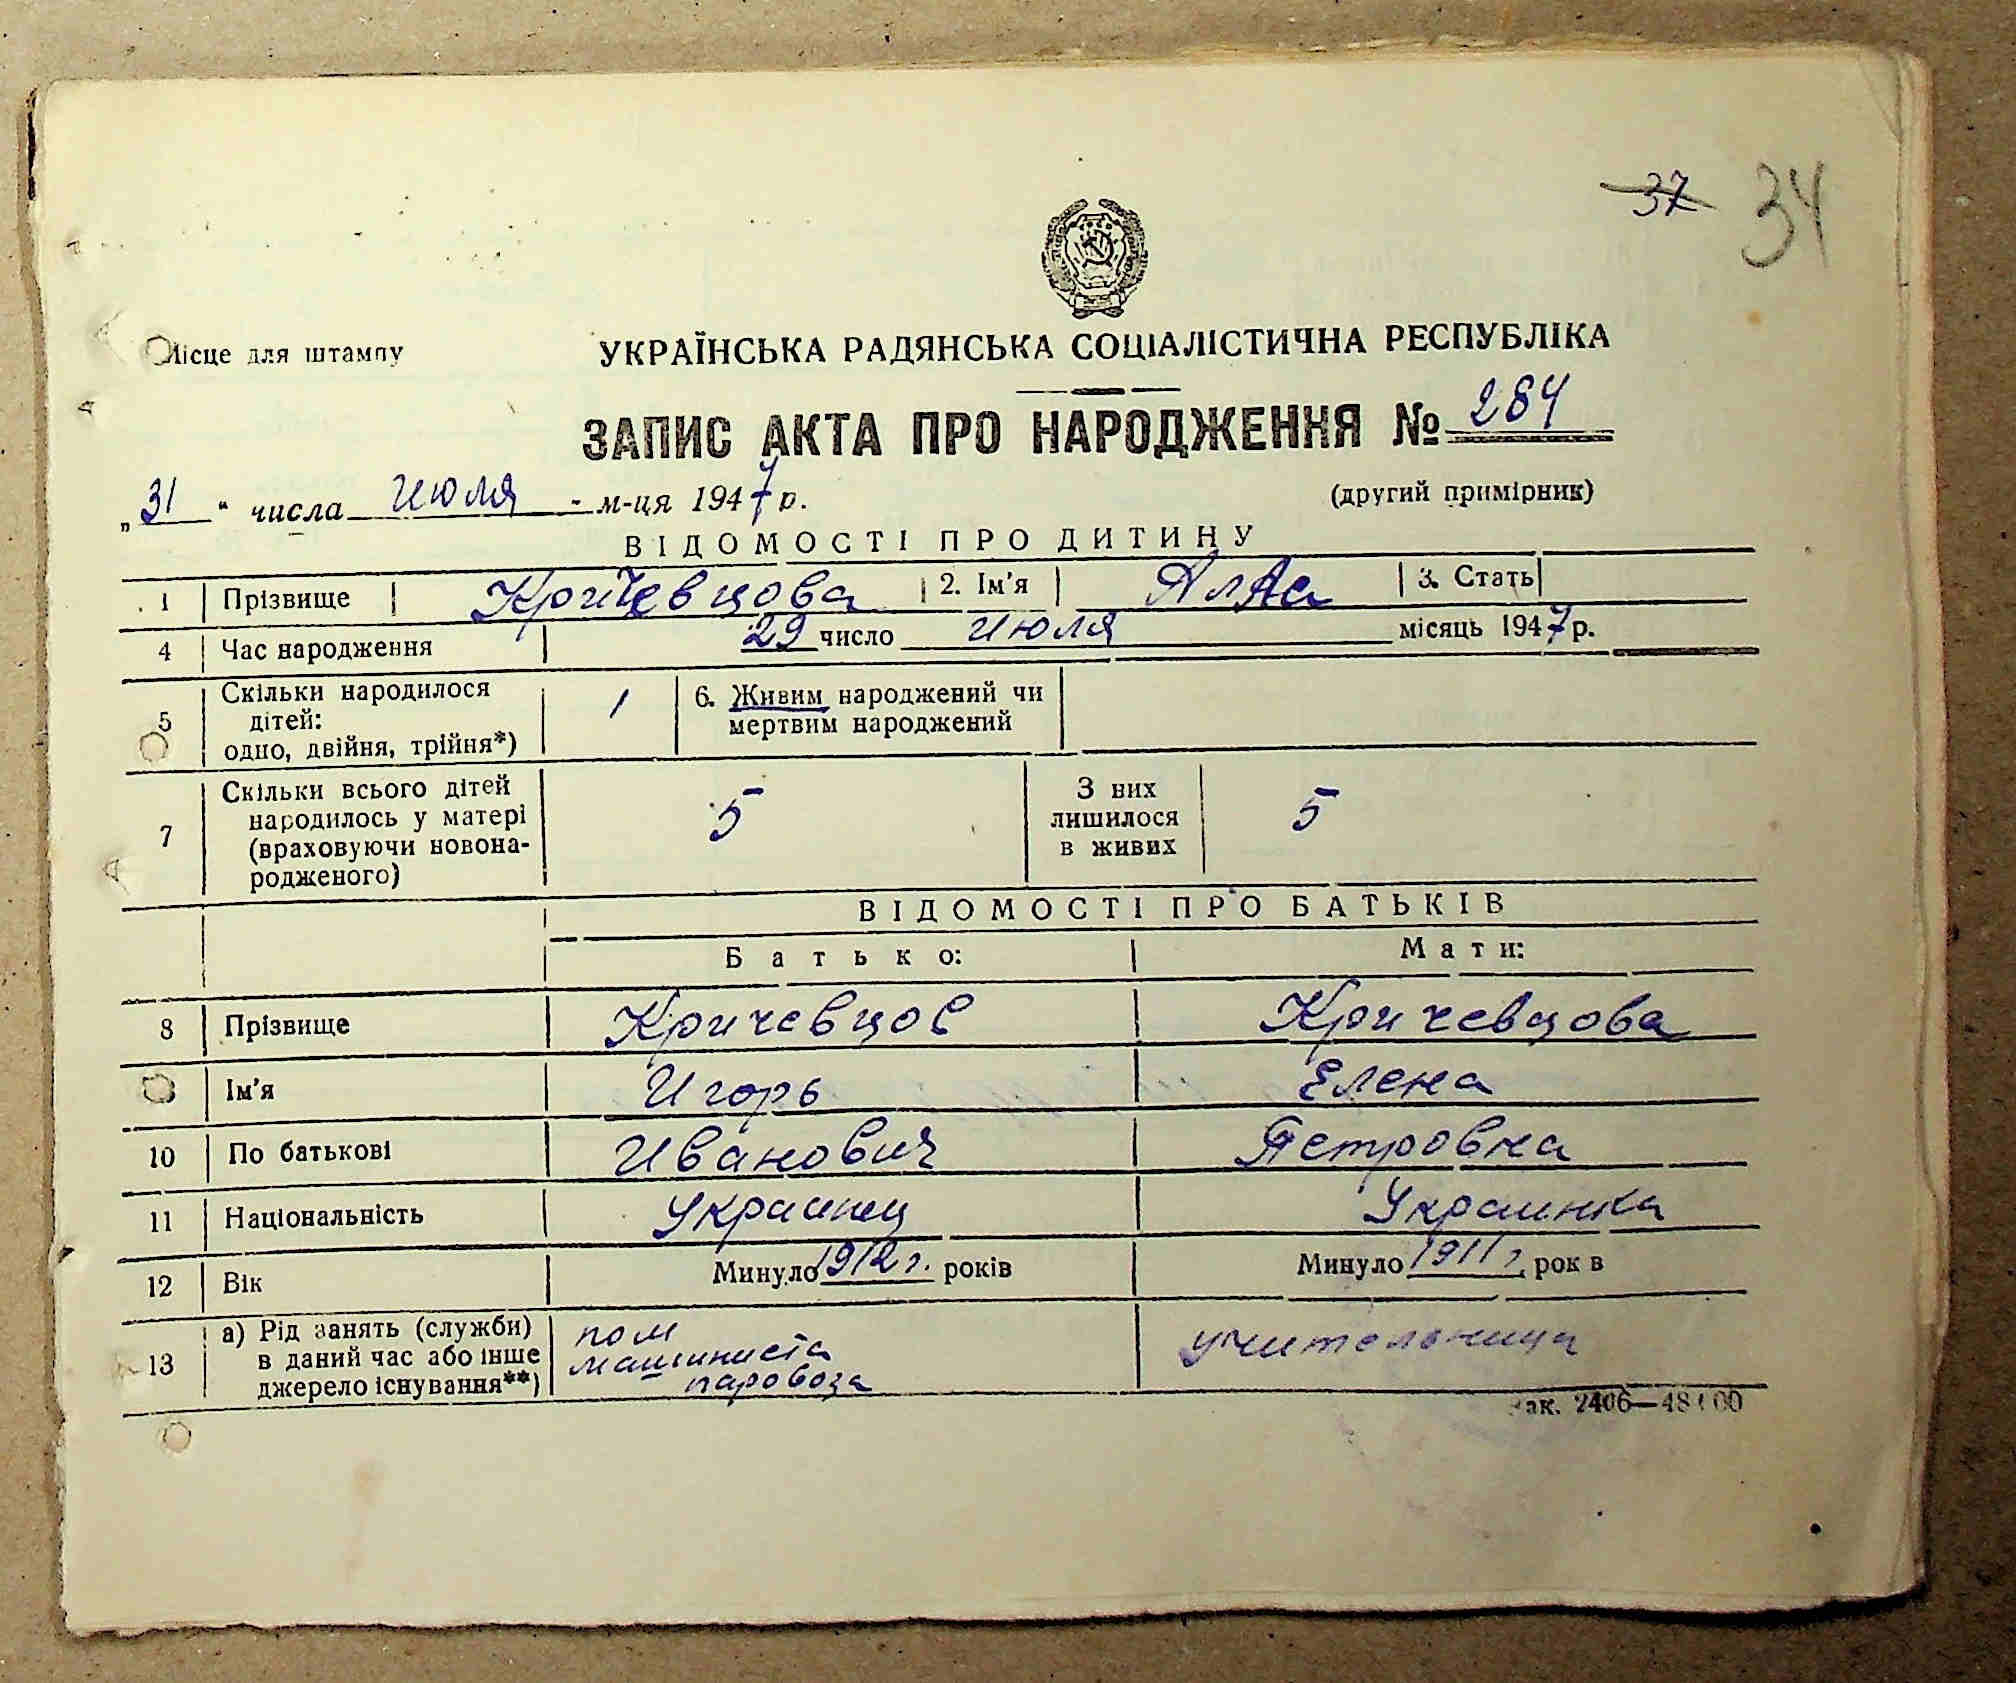 37 34
Місце для штампу
УКРАЇНСЬКА РАДЯНСЬКА СОЦІАЛІСТИЧНА РЕСПУБЛІКА
ЗАПИС АКТА ПРО НАРОДЖЕННЯ № 284
„31“ числа июля - м-ця 1947 р. (другий примірник)
ВІДОМОСТІ ПРО ДИТИНУ
1 Прізвище Кричевцова 2. Ім'я Алла 3. Стать
4 Час народження 29 число июля місяць 1947 р.
5 Скільки народилося дітей: одно, двійня, трійня*) 1 6. Живим народжений чи мертвим народжений
7 Скільки всього дітей народилось у матері (враховуючи новона-родженого) 5 З них лишилося в живих 5
ВІДОМОСТІ ПРО БАТЬКІВ
Батько: Мати:
8 Прізвище Кричевцов Кричевцова
Ім'я Игорь Елена
10 По батькові Иванович Петровна
11 Національність Украинец Украинка
12 Вік Минуло 1912 г. років Минуло 1911 г рок в
13 а) Рід занять (служби) в даний час або інше джерело існування**) пом машиниста паровоза учительница
Зак. 2406—